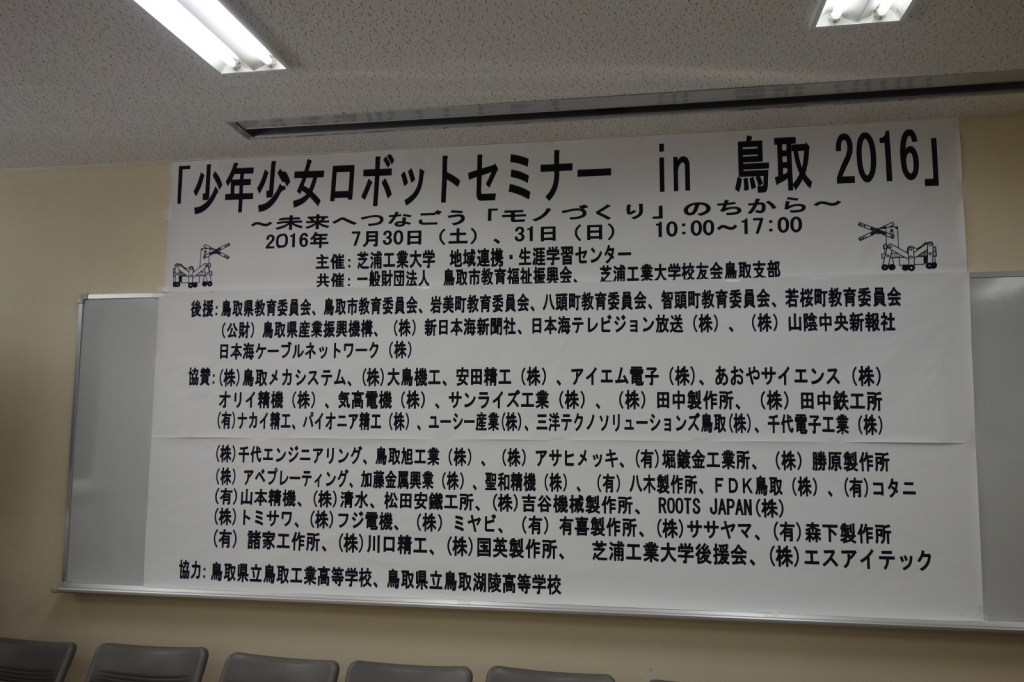 「少年少女ロボットセミナー in 鳥取 2016」
～未来へつなごう「モノづくり」のちから～
2016年 7月30日（土）、31日（日） 10:00～17:00
主催：芝浦工業大学 地域連携・生涯学習センター
共催：一般財団法人 鳥取市教育福祉振興会、 芝浦工業大学校友会鳥取支部
後援：鳥取県教育委員会、鳥取市教育委員会、岩美町教育委員会、八頭町教育委員会、智頭町教育委員会、若桜町教育委員会
（公財）鳥取県産業振興機構、（株）新日本海新聞社、日本海テレビジョン放送（株）、（株）山陰中央新報社
日本海ケーブルネットワーク（株）
協賛：(株)鳥取メカシステム、(株)大鳥機工、安田精工（株）、アイエム電子（株）、あおやサイエンス（株）
オリイ精機（株）、気高電機（株）、サンライズ工業（株）、（株）田中製作所、（株）田中鉄工所
(有)ナカイ精工、パイオニア精工（株）、ユーシー産業(株)、三洋テクノソリューションズ鳥取(株)、千代電子工業（株）
(株)千代エンジニアリング、鳥取旭工業（株）、（株）アサヒメッキ、(有)堀鍍金工業所、（株）勝原製作所
（株）アベプレーティング、加藤金属興業（株）、聖和精機（株）、（有）八木製作所、ＦＤＫ鳥取（株）、(有)コタニ
(有)山本精機、（株）清水、松田安鐵工所、(株)吉谷機械製作所、 ROOTS JAPAN(株)
(株)トミサワ、(株)フジ電機、（株）ミヤビ、（有）有喜製作所、(株)ササヤマ、(有)森下製作所
（有）諸家工作所、(株)川口精工、(株)国英製作所、 芝浦工業大学後援会、(株)エスアイテック
協力：鳥取県立鳥取工業高等学校、鳥取県立鳥取湖陵高等学校